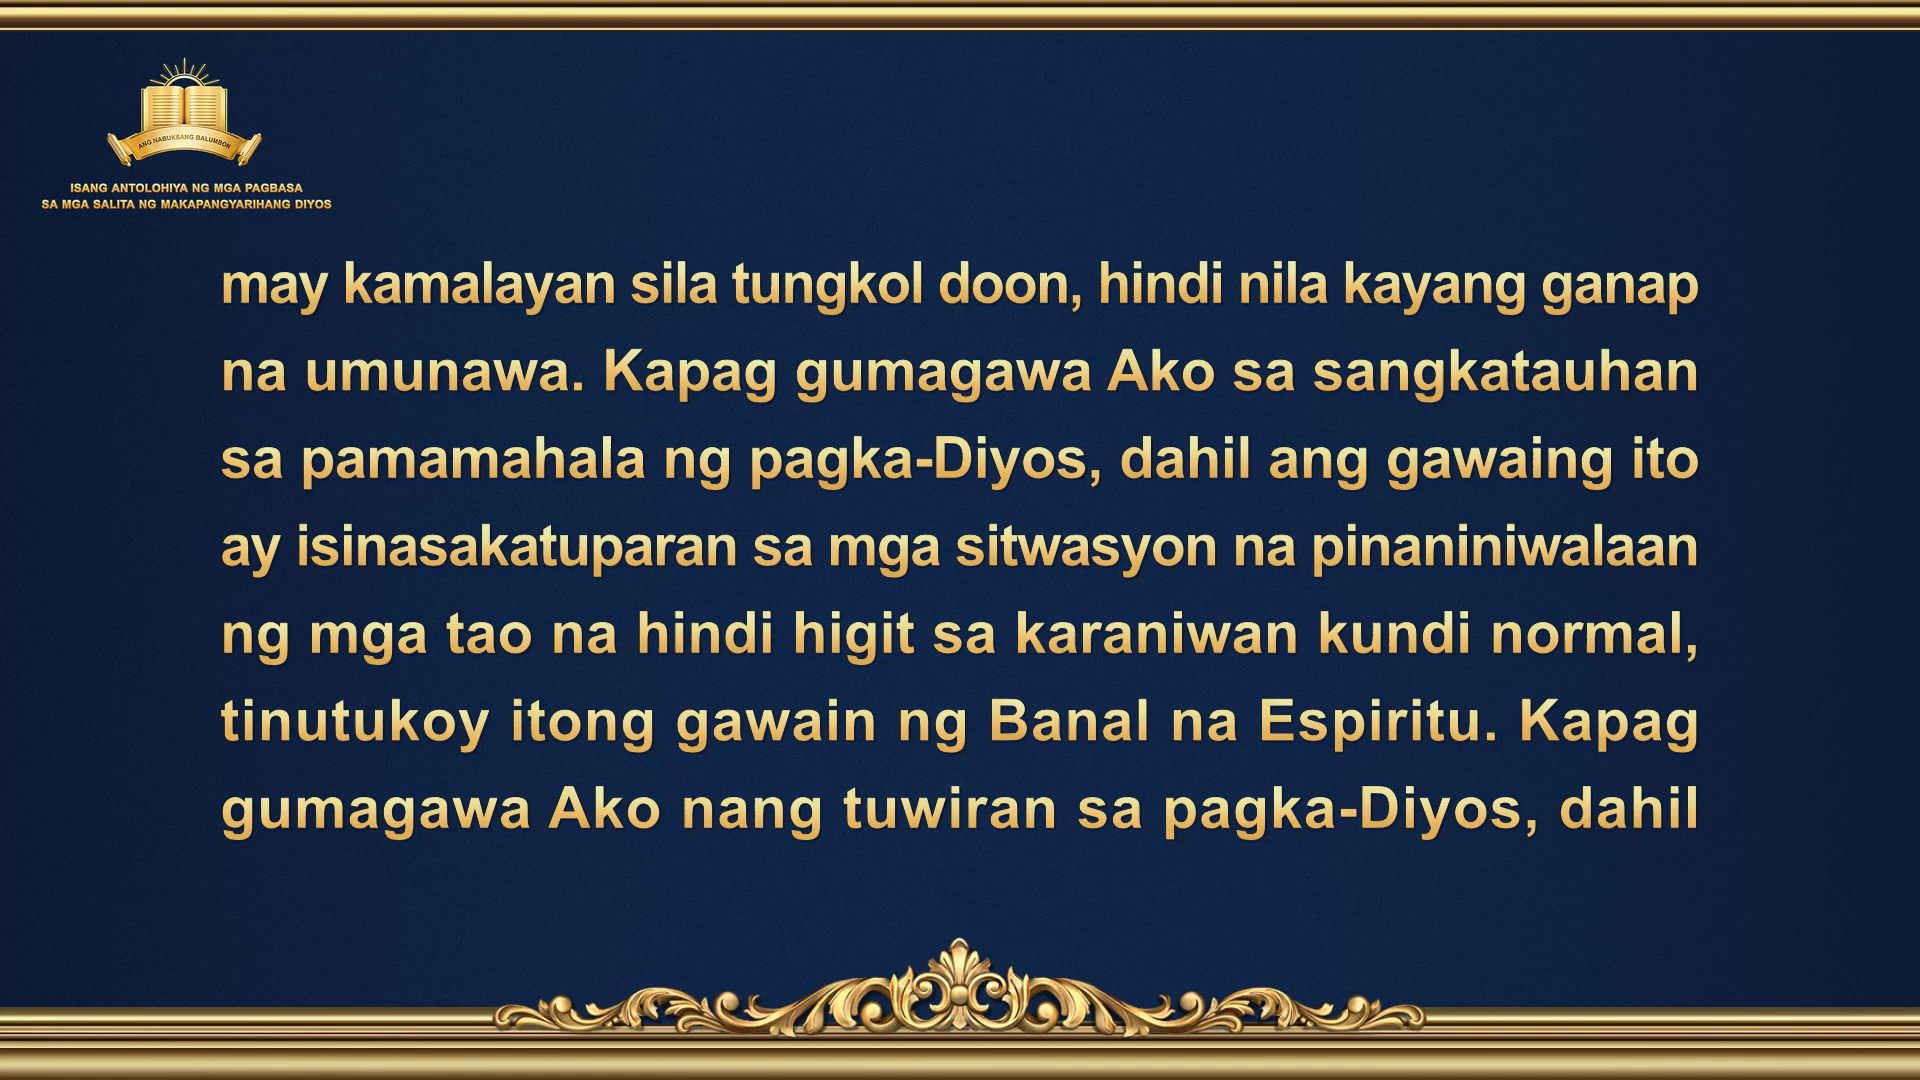 ANG NABUKSANG BALUMBON
ISANG ANTOLOHIYA NG MGA PAGBASA
SA MGA SALITA NG MAKAPANGYARIHANG DIYOS
may kamalayan sila tungkol doon, hindi nila kayang ganap
na umunawa. Kapag gumagawa Ako sa sangkatauhan
sa pamamahala ng pagka-Diyos, dahil ang gawaing ito
ay isinasakatuparan sa mga sitwasyon na pinaniniwalaan
ng mga tao na hindi higit sa karaniwan kundi normal,
tinutukoy itong gawain ng Banal na Espiritu. Kapag
gumagawa Ako nang tuwiran sa pagka-Diyos, dahil